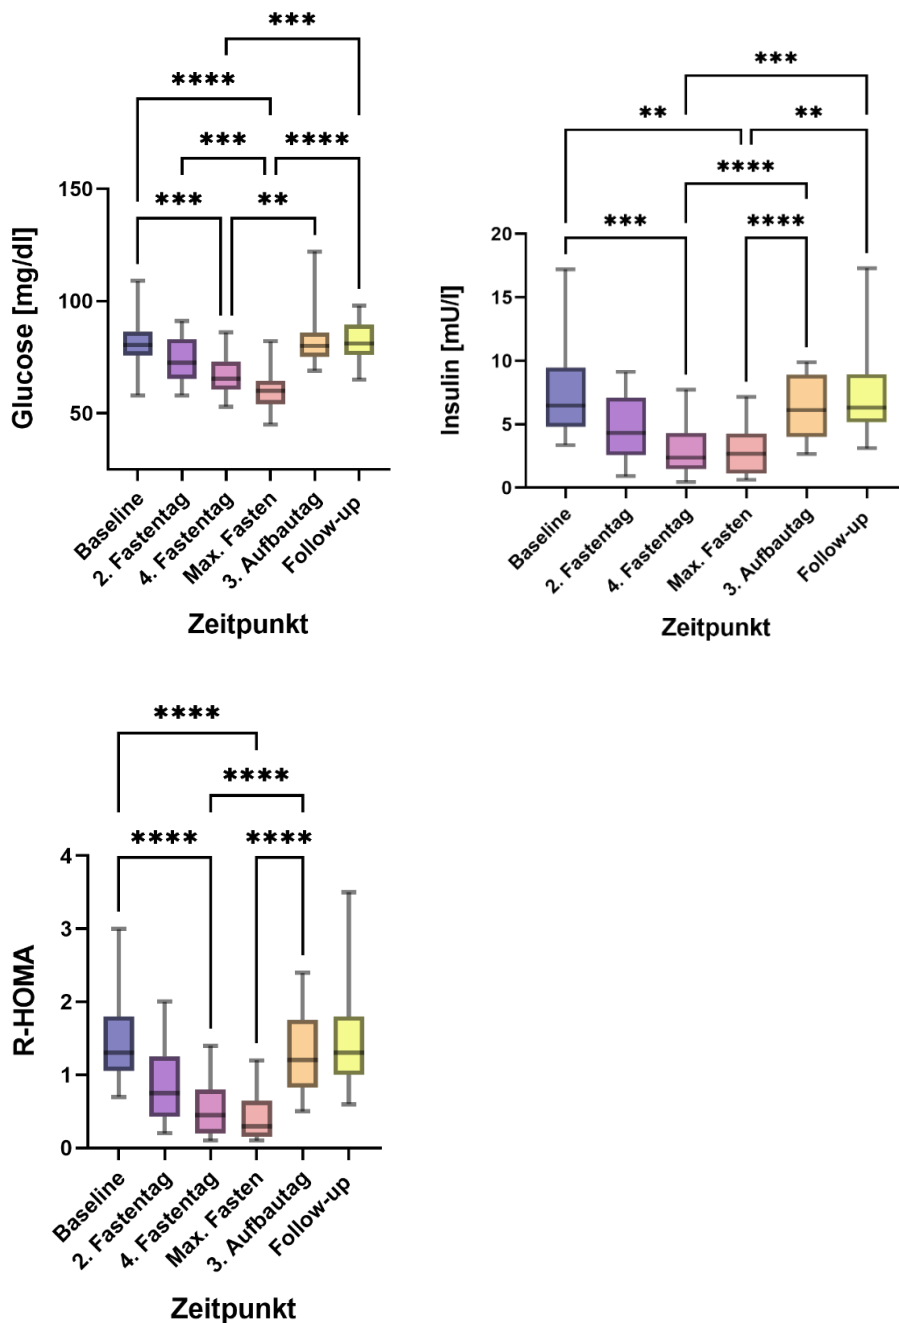 ***
****
*** ****
*** **
Glucose [mg/dl]
150
100
50
Baseline
2. Fastentag
4. Fastentag
Max. Fasten
3. Aufbautag
Follow-up
Zeitpunkt
***
** **
****
*** ****
Insulin [mU/l]
20
15
10
5
0
Baseline
2. Fastentag
4. Fastentag
Max. Fasten
3. Aufbautag
Follow-up
Zeitpunkt
****
****
**** ****
R-HOMA
4
3
2
1
0
Baseline
2. Fastentag
4. Fastentag
Max. Fasten
3. Aufbautag
Follow-up
Zeitpunkt